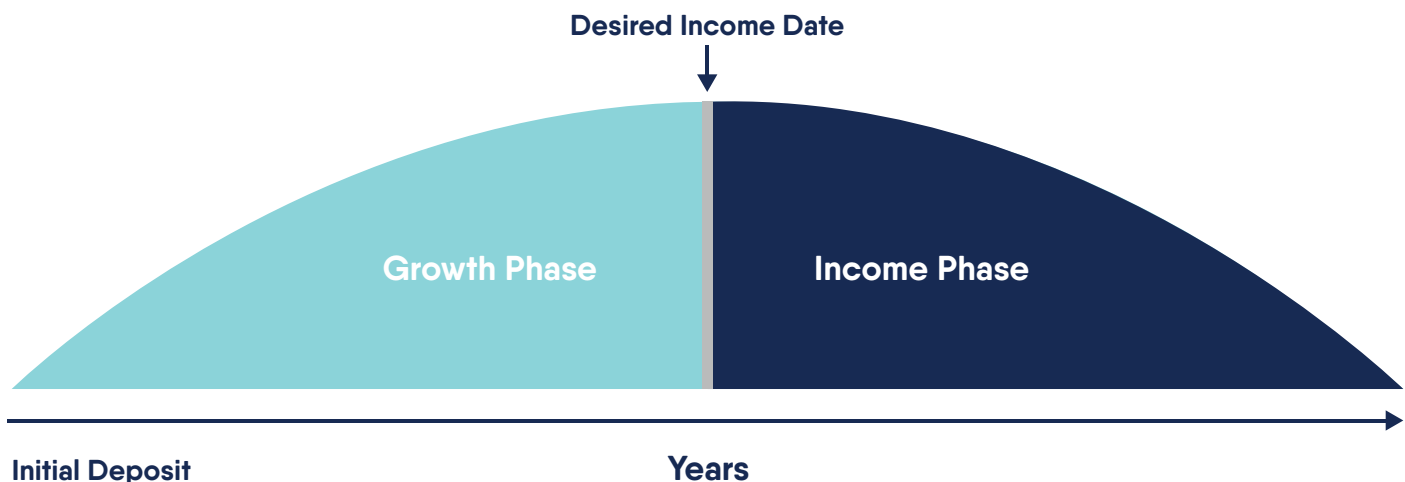 Desired Income Date
Growth Phase
Income Phase
Initial Deposit
Years